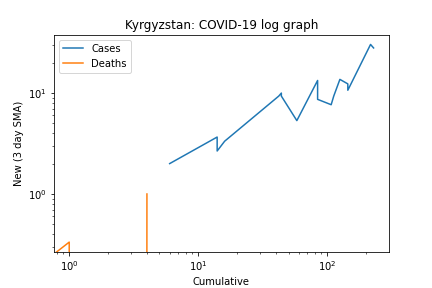 Kyrgyzstan: COVID-19 log graph
Cases
Deaths
New (3 day SMA)
10¹
10⁰
10⁰ 10¹ 10²
Cumulative